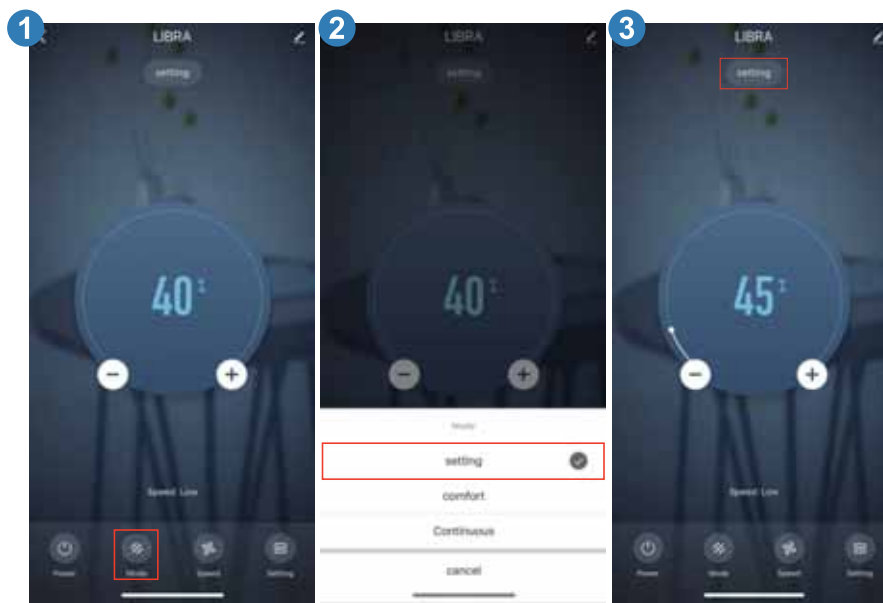 1
LIBRA
setting
40%
−
+
Speed: Low
Power
Mode
Speed
Setting
2
LIBRA
setting
40%
−
+
Mode
setting
comfort
Continuous
cancel
3
LIBRA
setting
45%
−
+
Speed: Low
Power
Mode
Speed
Setting